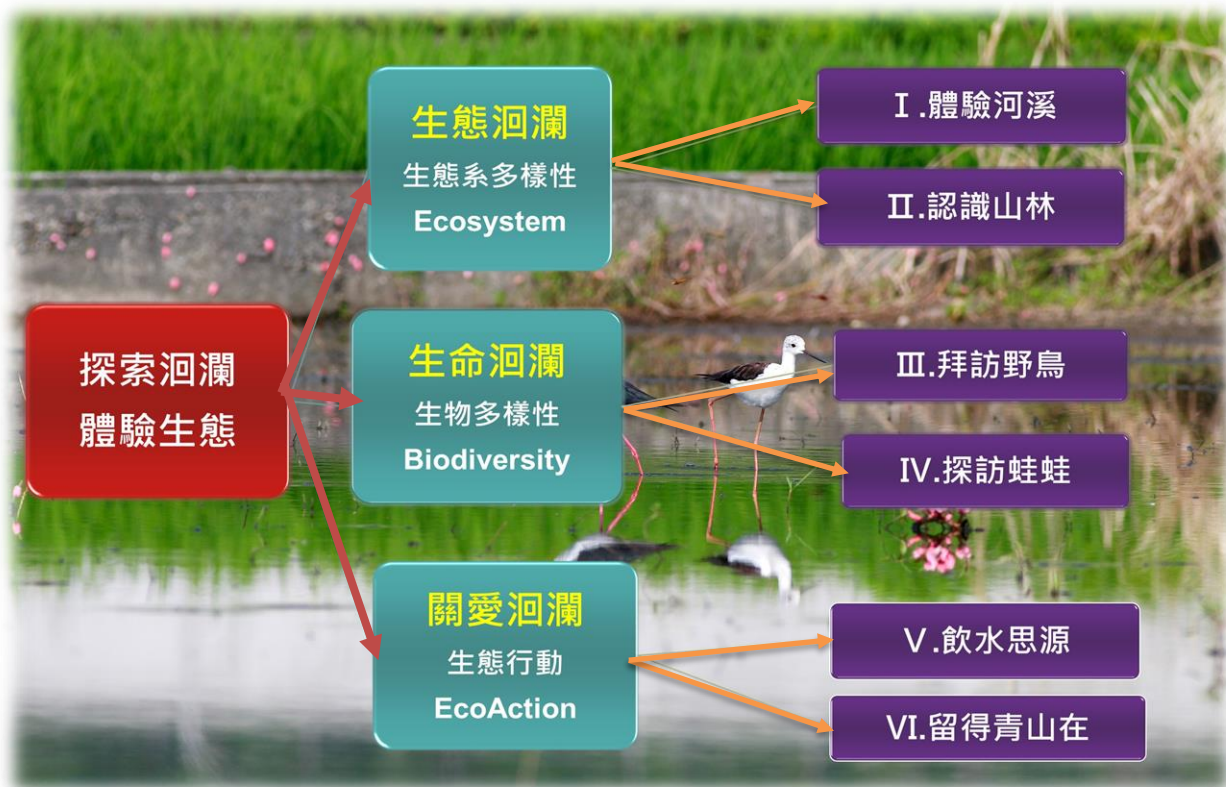 探索洄瀾
體驗生態
生態洄瀾
生態系多樣性
Ecosystem
Ⅰ.體驗河溪
Ⅱ.認識山林
生命洄瀾
生物多樣性
Biodiversity
Ⅲ.拜訪野鳥
Ⅳ.探訪蛙蛙
關愛洄瀾
生態行動
EcoAction
Ⅴ.飲水思源
Ⅵ.留得青山在